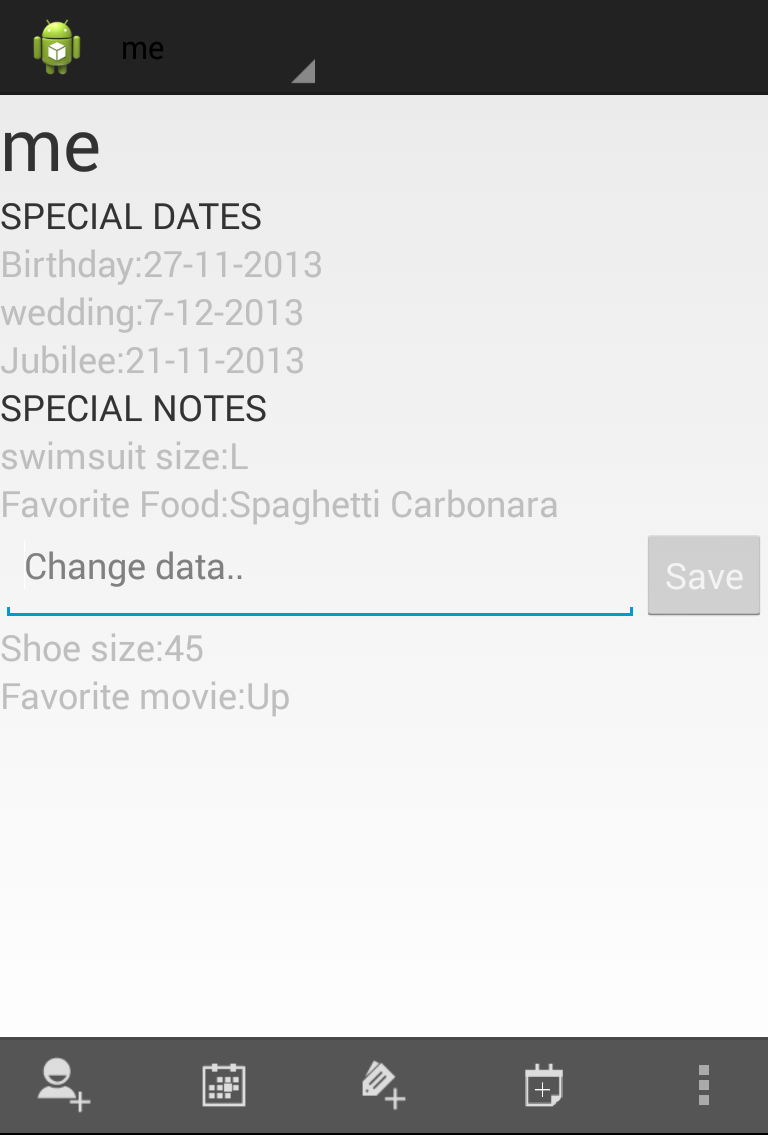 me
me
SPECIAL DATES
Birthday:27-11-2013
wedding:7-12-2013
Jubilee:21-11-2013
SPECIAL NOTES
swimsuit size:L
Favorite Food:Spaghetti Carbonara
Change data..
Save
Shoe size:45
Favorite movie:Up